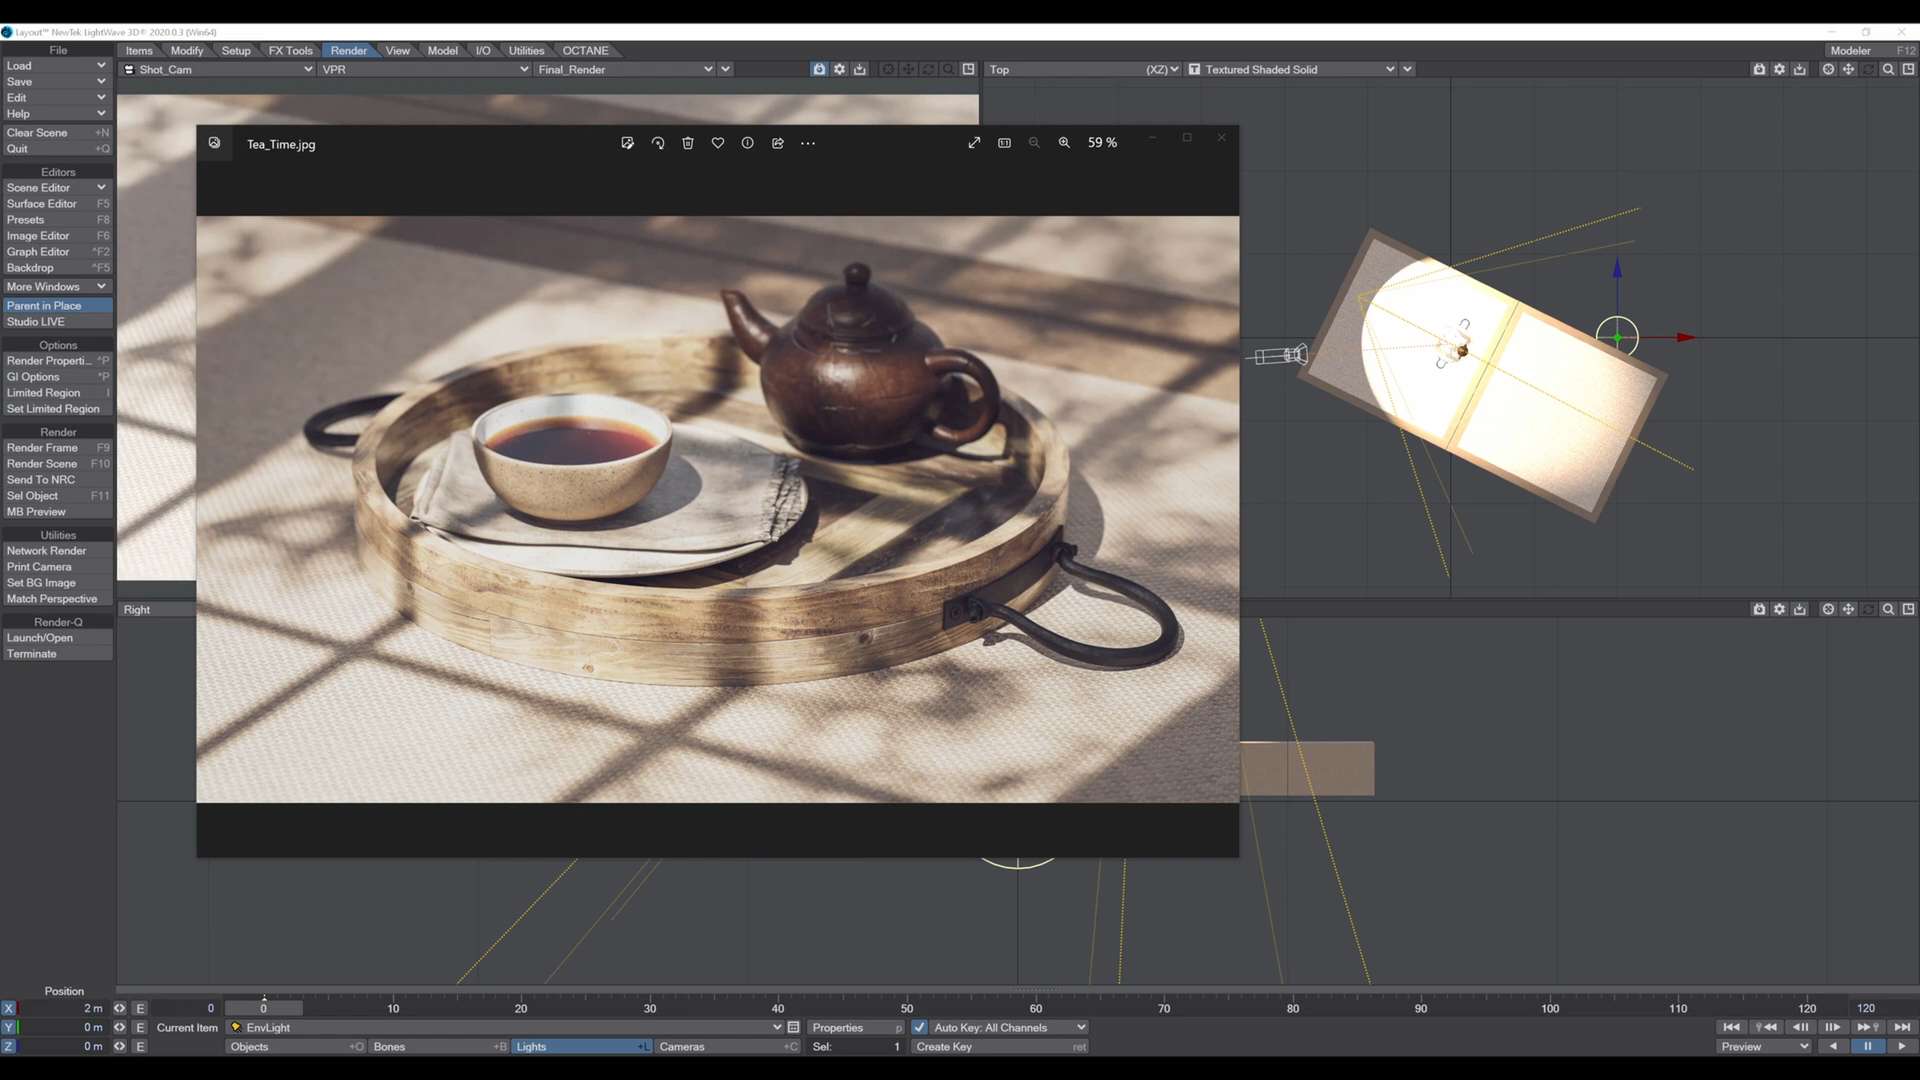 Layout™ NewTek LightWave 3D® 2020.0.3 (Win64)
File
Items Modify Setup FX Tools Render View Model I/O Utilities OCTANE
Modeler F12
Load
Shot_Cam VPR Final_Render
Top (XZ) Textured Shaded Solid
Save
Edit
Help
Clear Scene +N
Quit +Q
Tea_Time.jpg
59 %
Editors
Scene Editor
Surface Editor F5
Presets F8
Image Editor F6
Graph Editor ^F2
Backdrop ^F5
More Windows
Parent in Place
Studio LIVE
Options
Render Properti... ^P
GI Options *P
Limited Region l
Set Limited Region
Render
Render Frame F9
Render Scene F10
Send To NRC
Sel Object F11
MB Preview
Utilities
Network Render
Print Camera
Set BG Image
Match Perspective
Right
Render-Q
Launch/Open
Terminate
Position
X 2 m E 0 0 10 20 30 40 50 60 70 80 90 100 110 120 120
Y 0 m E Current Item EnvLight Properties p Auto Key: All Channels
Z 0 m E Objects +O Bones +B Lights +L Cameras +C Sel: 1 Create Key ret Preview